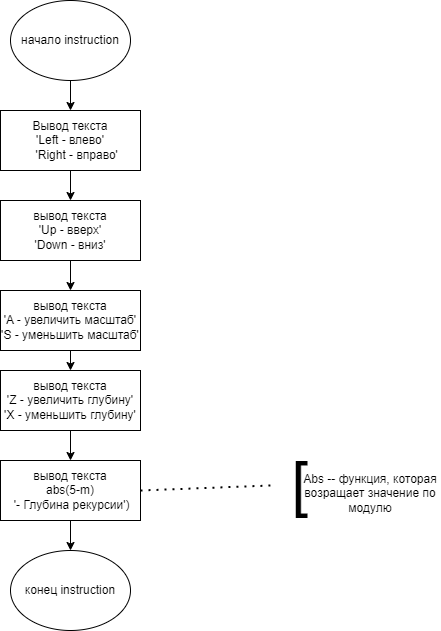 начало instruction
Вывод текста
'Left - влево'
'Right - вправо'
вывод текста
'Up - вверх'
'Down - вниз'
вывод текста
'A - увеличить масштаб'
'S - уменьшить масштаб'
вывод текста
'Z - увеличить глубину'
'X - уменьшить глубину'
вывод текста
abs(5-m)
'- Глубина рекурсии')
Abs -- функция, которая
возращает значение по
модулю
конец instruction